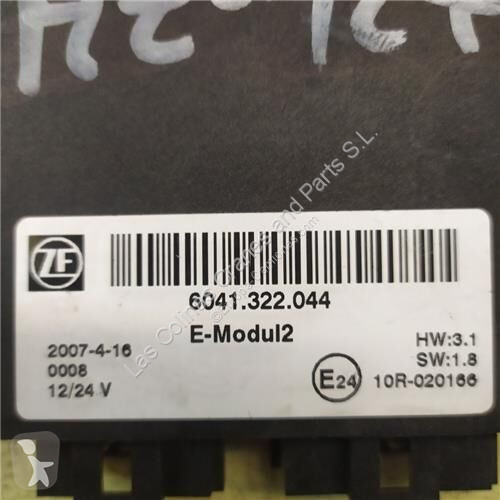 ZF
6041.322.044
E-Modul2
2007-4-16
0008
12/24 V
HW:3.1
SW:1.8
E24 10R-020166
Las Colinas Cranes and Parts S.L.